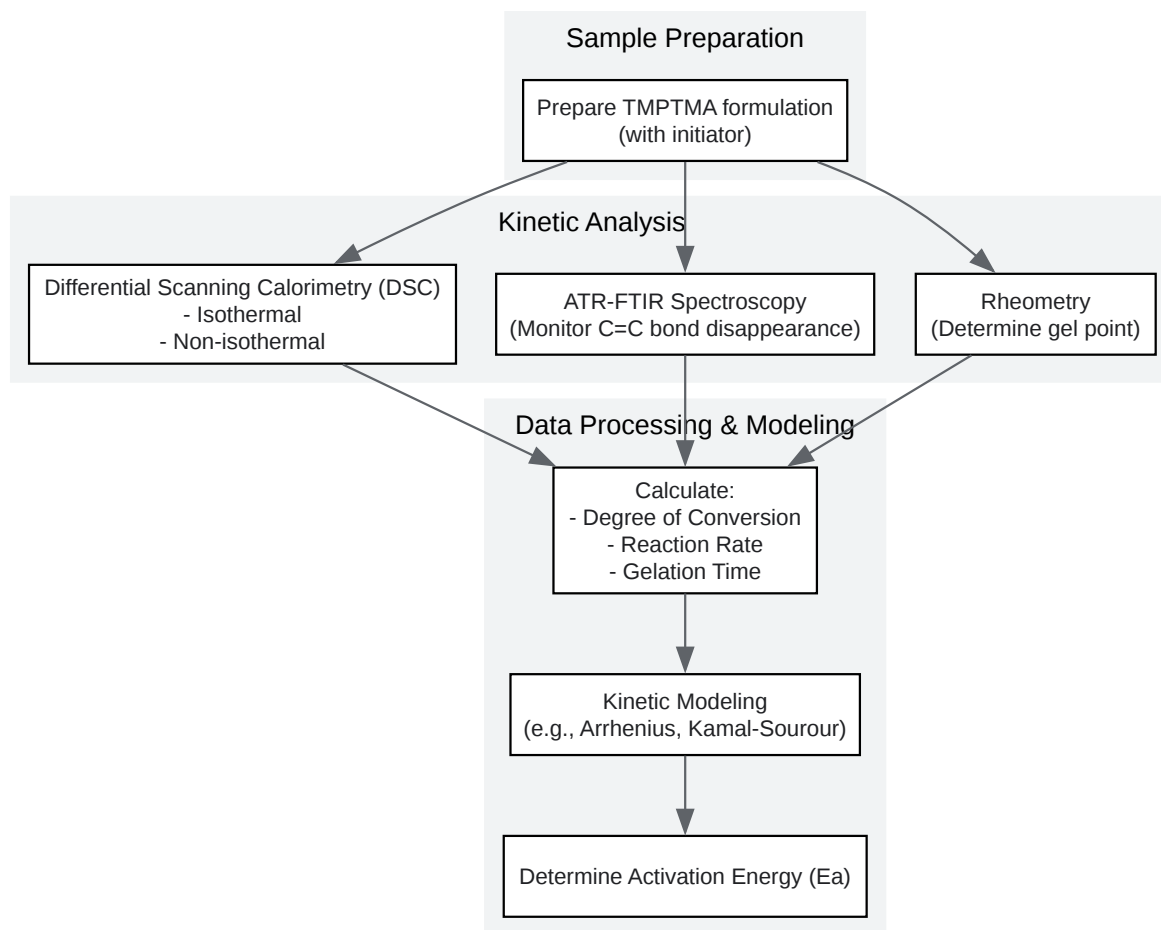 Sample Preparation
Prepare TMPTMA formulation
(with initiator)
Kinetic Analysis
Differential Scanning Calorimetry (DSC)
- Isothermal
- Non-isothermal
ATR-FTIR Spectroscopy
(Monitor C=C bond disappearance)
Rheometry
(Determine gel point)
Data Processing & Modeling
Calculate:
- Degree of Conversion
- Reaction Rate
- Gelation Time
Kinetic Modeling
(e.g., Arrhenius, Kamal-Sourour)
Determine Activation Energy (Ea)